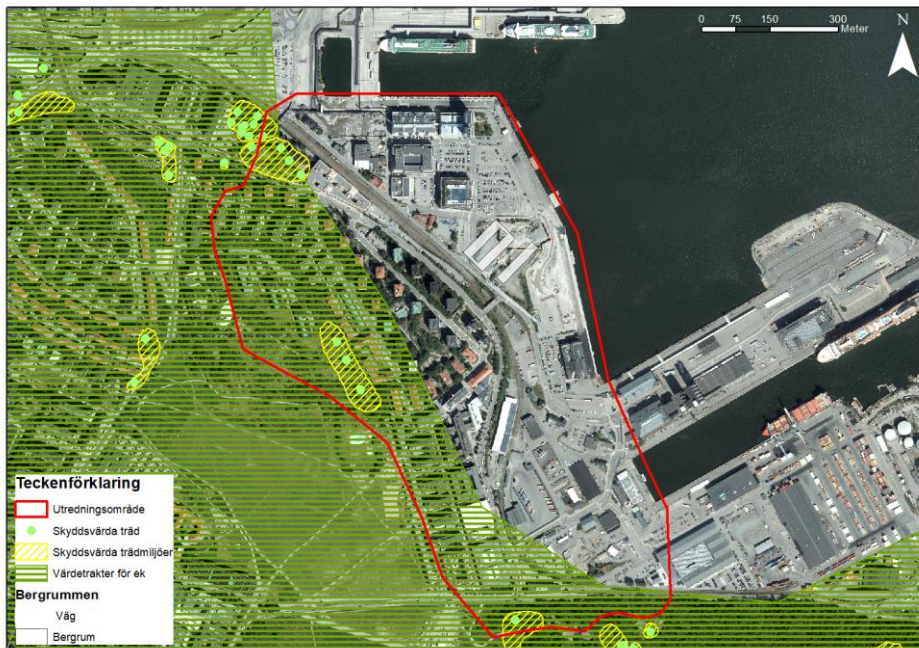 0 75 150 300
Meter
N
Teckenförklaring
Utredningsområde
Skyddsvärda träd
Skyddsvärda trädmiljöer
Värdetrakter för ek
Bergrummen
Väg
Bergrum